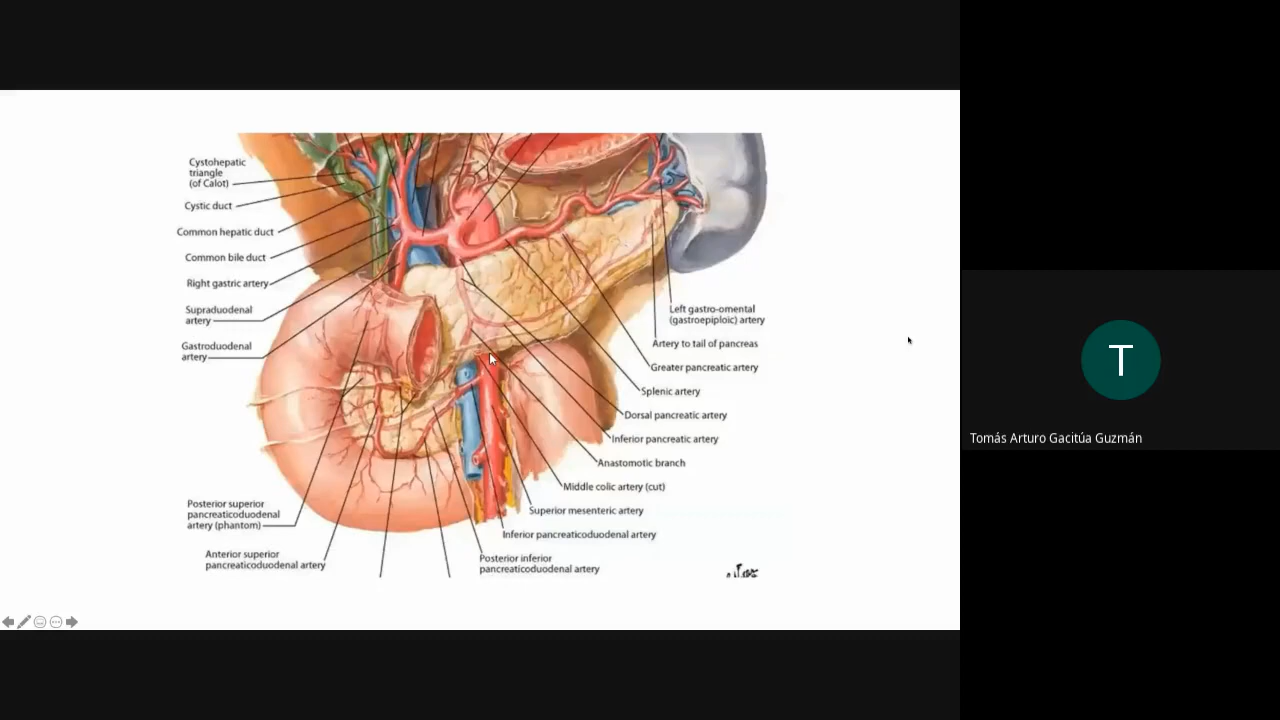 Cystohepatic
triangle
(of Calot)
Cystic duct
Common hepatic duct
Common bile duct
Right gastric artery
Supraduodenal
artery
Gastroduodenal
artery
Posterior superior
pancreaticoduodenal
artery (phantom)
Anterior superior
pancreaticoduodenal artery
Left gastro-omental
(gastroepiploic) artery
Artery to tail of pancreas
Greater pancreatic artery
Splenic artery
Dorsal pancreatic artery
Inferior pancreatic artery
Anastomotic branch
Middle colic artery (cut)
Superior mesenteric artery
Inferior pancreaticoduodenal artery
Posterior inferior
pancreaticoduodenal artery
T
Tomás Arturo Gacitúa Guzmán